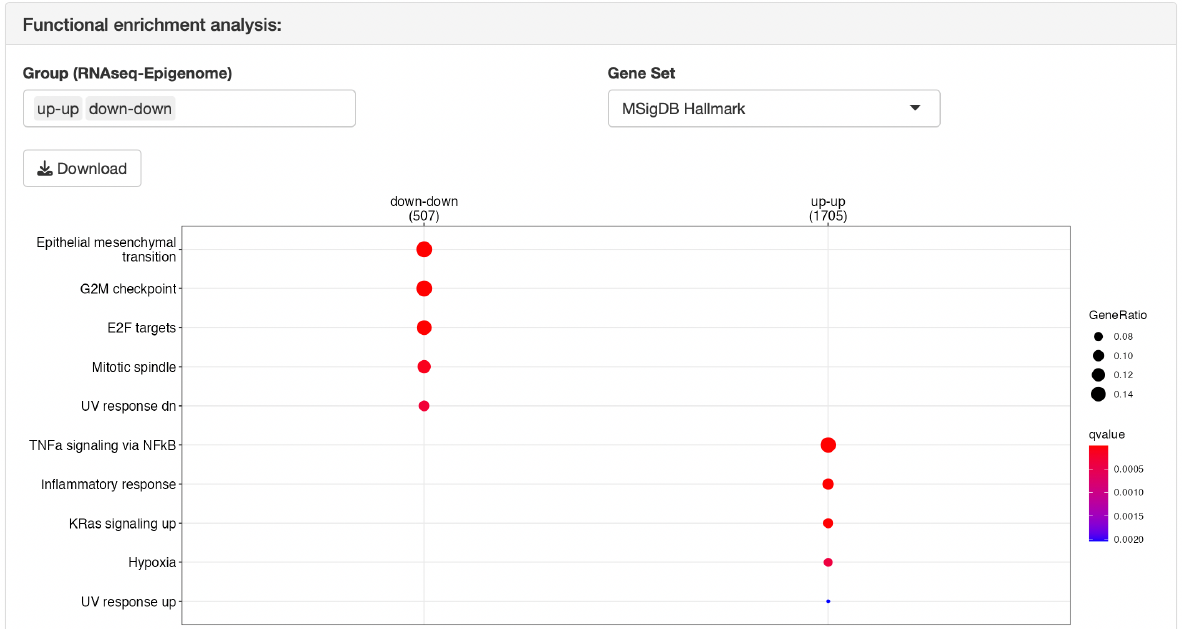 Functional enrichment analysis:
Group (RNAseq-Epigenome)
Gene Set
up-up down-down
MSigDB Hallmark
Download
down-down
(507)
up-up
(1705)
Epithelial mesenchymal
transition
G2M checkpoint
E2F targets
Mitotic spindle
UV response dn
TNFa signaling via NFkB
Inflammatory response
KRas signaling up
Hypoxia
UV response up
GeneRatio
0.08
0.10
0.12
0.14
qvalue
0.0005
0.0010
0.0015
0.0020